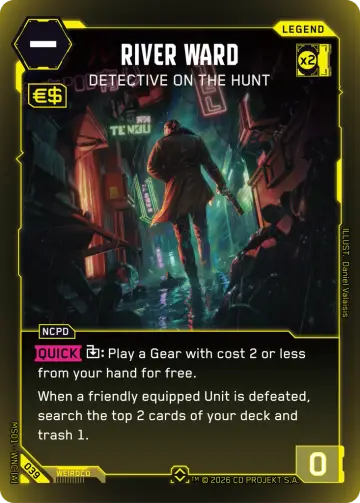 LEGEND
RIVER WARD
DETECTIVE ON THE HUNT
x2
€$
TENBU
NCPD
QUICK : Play a Gear with cost 2 or less
from your hand for free.
When a friendly equipped Unit is defeated,
search the top 2 cards of your deck and
trash 1.
ILLUST. Daniel Valaisis
039
WEIRDCO
™ © 2026 CD PROJEKT S.A.
0